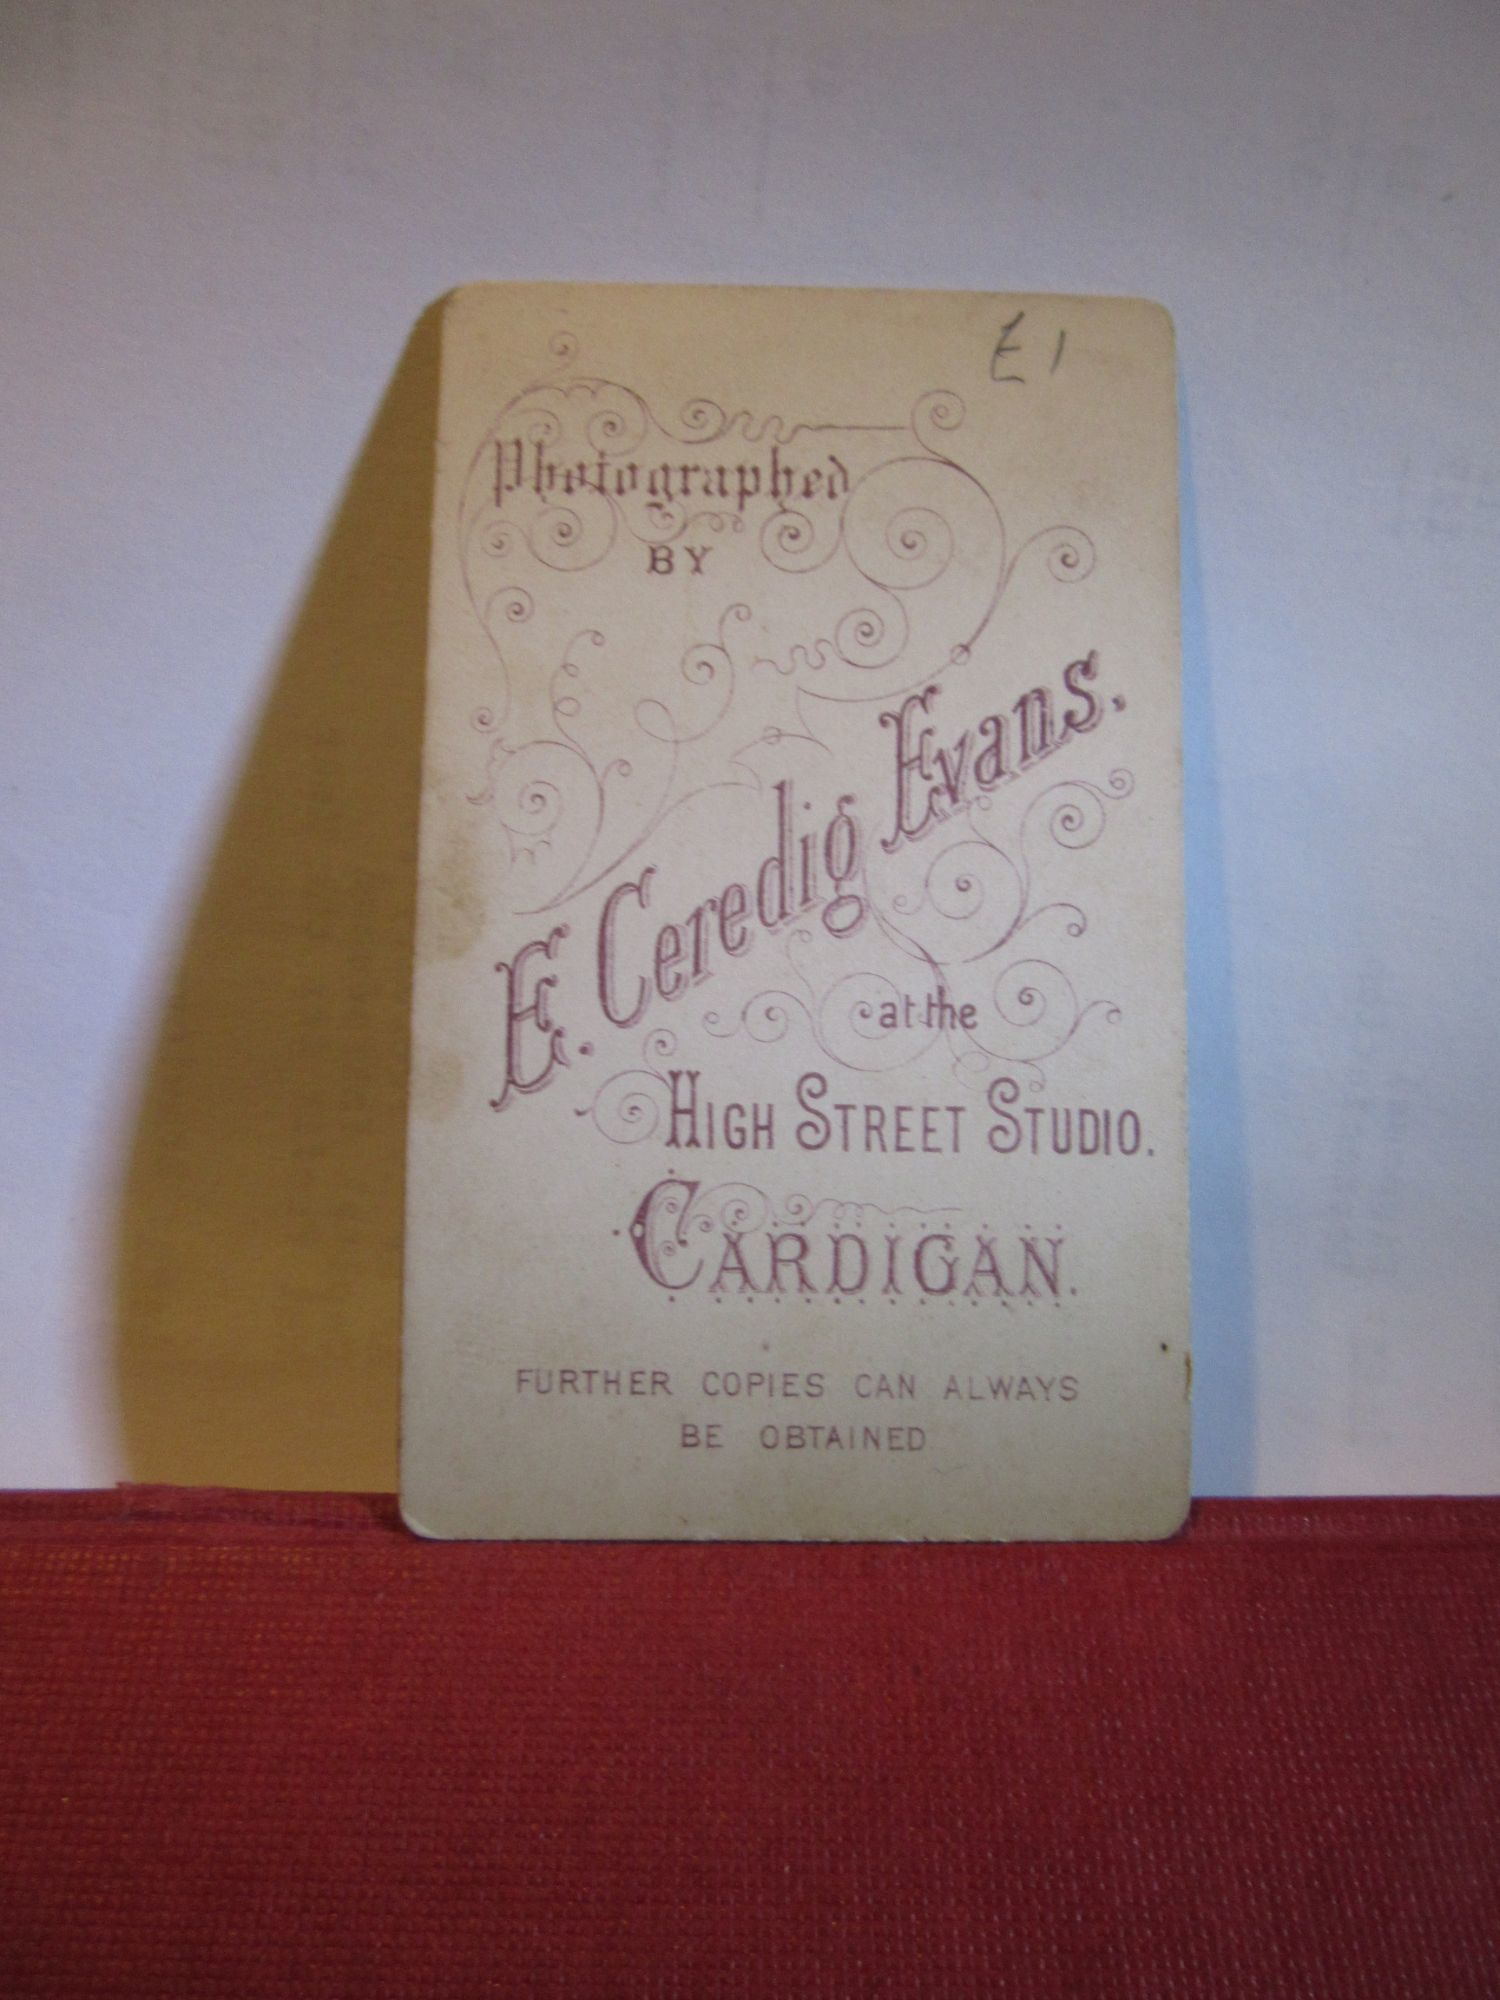 E1
Photographed
BY
E. Ceredig Evans.
at the
HIGH STREET STUDIO.
CARDIGAN.
FURTHER COPIES CAN ALWAYS
BE OBTAINED